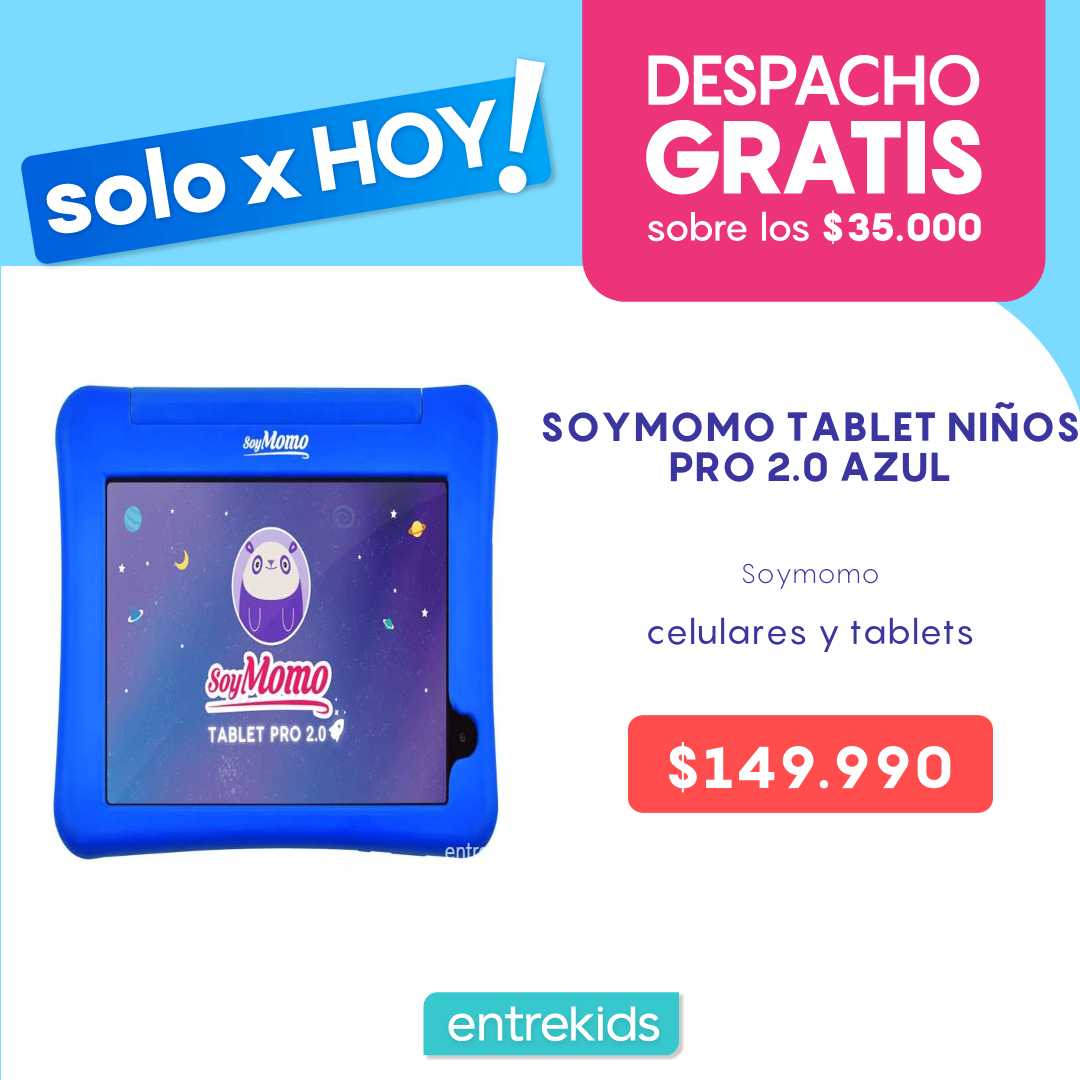 solo x HOY!
DESPACHO
GRATIS
sobre los $35.000
SoyMomo
SoyMomo
TABLET PRO 2.0
SOYMOMO TABLET NIÑOS
PRO 2.0 AZUL
Soymomo
celulares y tablets
$149.990
entrekids